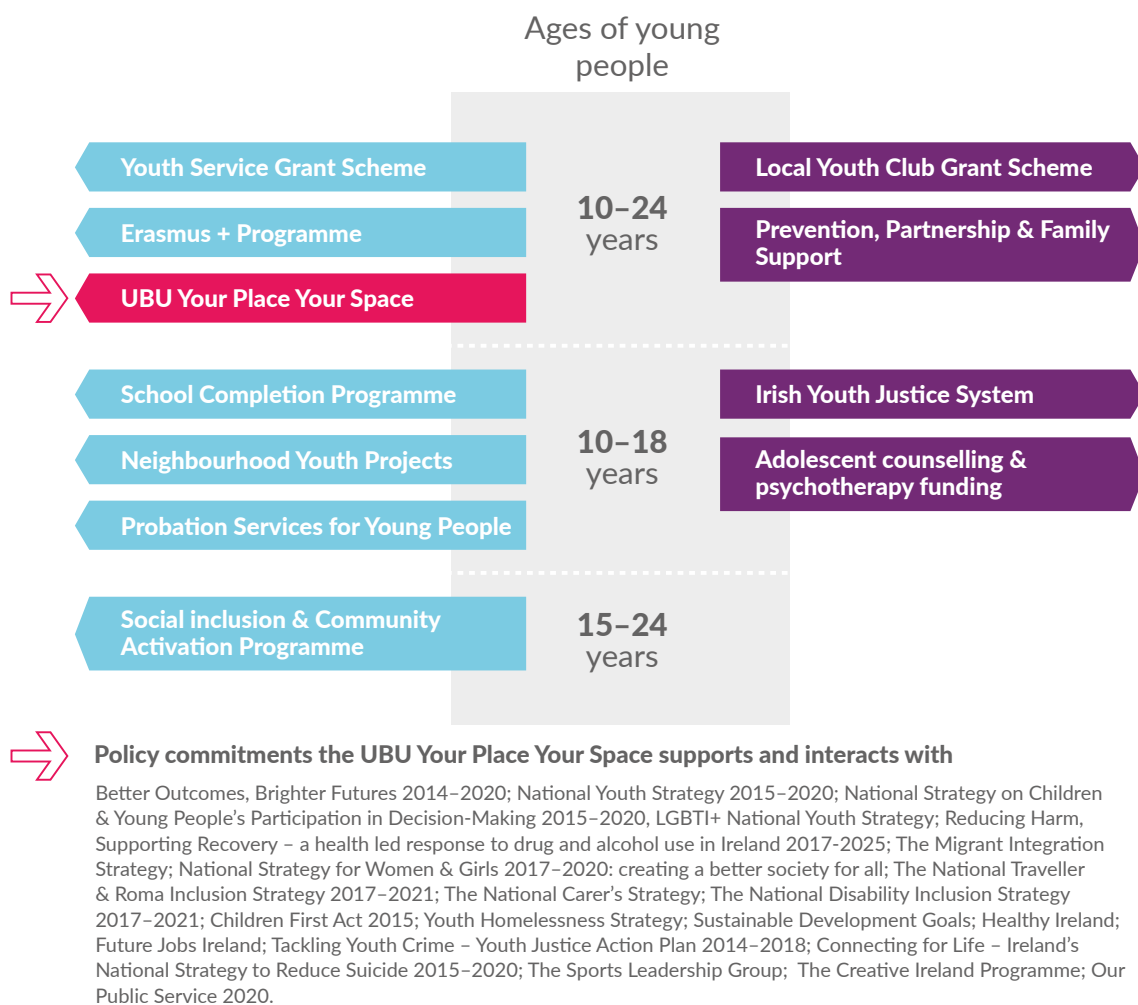 Ages of young
people
Youth Service Grant Scheme
Erasmus + Programme
UBU Your Place Your Space
10–24
years
Local Youth Club Grant Scheme
Prevention, Partnership & Family
Support
School Completion Programme
Neighbourhood Youth Projects
Probation Services for Young People
10–18
years
Irish Youth Justice System
Adolescent counselling &
psychotherapy funding
Social inclusion & Community
Activation Programme
15–24
years
Policy commitments the UBU Your Place Your Space supports and interacts with
Better Outcomes, Brighter Futures 2014–2020; National Youth Strategy 2015–2020; National Strategy on Children
& Young People's Participation in Decision-Making 2015–2020, LGBTI+ National Youth Strategy; Reducing Harm,
Supporting Recovery – a health led response to drug and alcohol use in Ireland 2017-2025; The Migrant Integration
Strategy; National Strategy for Women & Girls 2017–2020: creating a better society for all; The National Traveller
& Roma Inclusion Strategy 2017–2021; The National Carer's Strategy; The National Disability Inclusion Strategy
2017–2021; Children First Act 2015; Youth Homelessness Strategy; Sustainable Development Goals; Healthy Ireland;
Future Jobs Ireland; Tackling Youth Crime – Youth Justice Action Plan 2014–2018; Connecting for Life – Ireland's
National Strategy to Reduce Suicide 2015–2020; The Sports Leadership Group; The Creative Ireland Programme; Our
Public Service 2020.